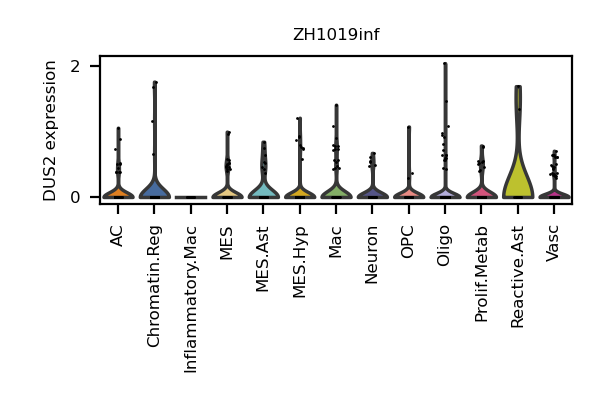 ZH1019inf
DUS2 expression
2
0
AC
Chromatin.Reg
Inflammatory.Mac
MES
MES.Ast
MES.Hyp
Mac
Neuron
OPC
Oligo
Prolif.Metab
Reactive.Ast
Vasc